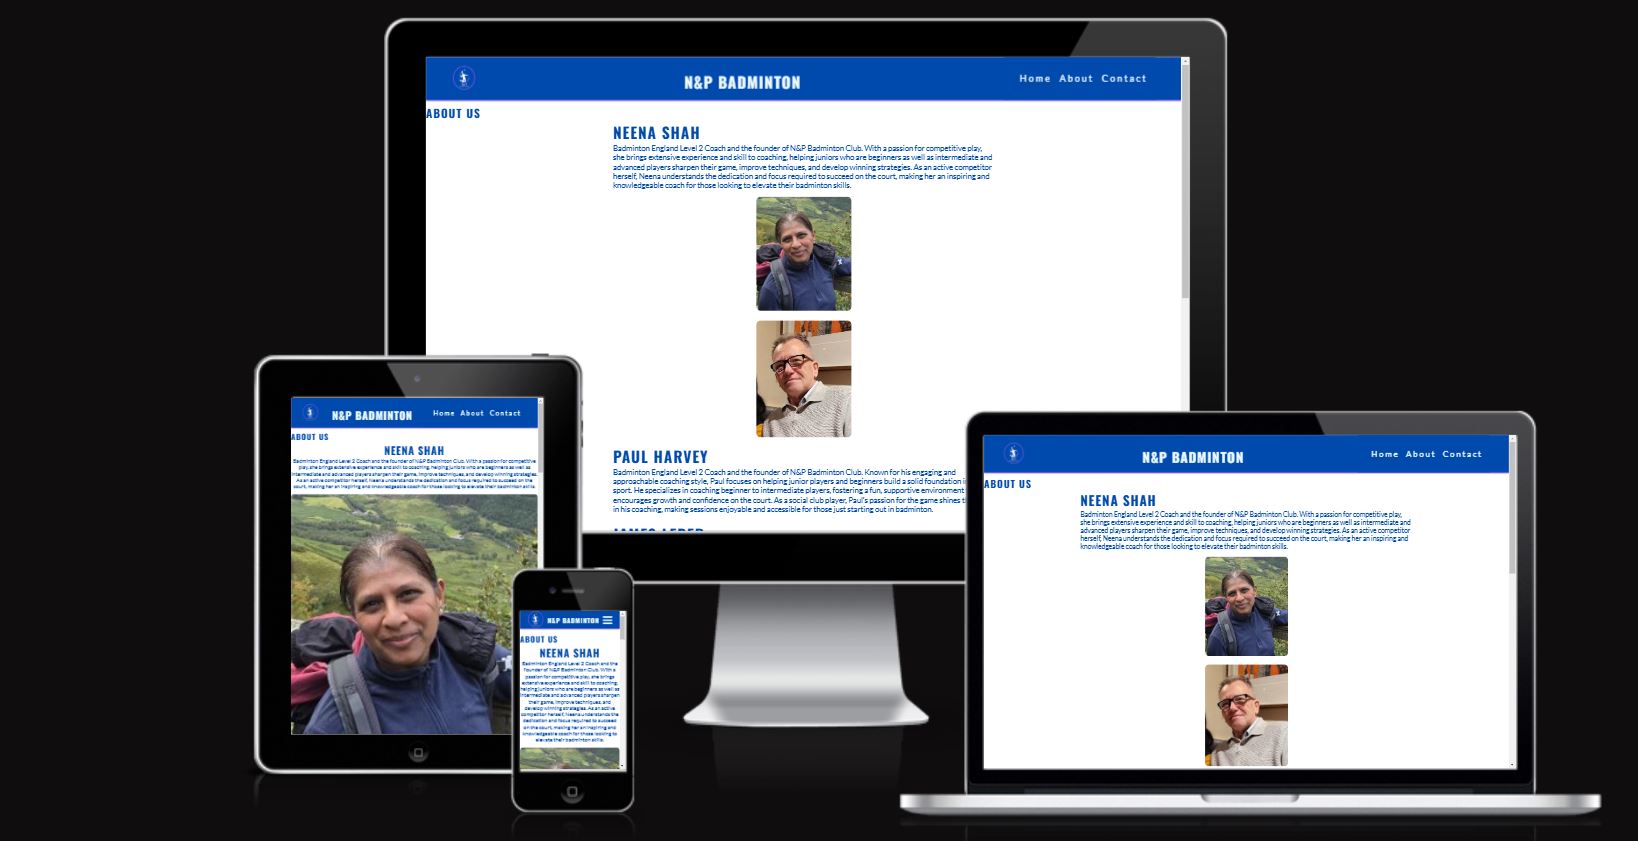 N&P BADMINTON
Home About Contact
ABOUT US
NEENA SHAH
Badminton England Level 2 Coach and the founder of N&P Badminton Club. With a passion for competitive play,
she brings extensive experience and skill to coaching, helping juniors who are beginners as well as intermediate and
advanced players sharpen their game, improve techniques, and develop winning strategies. As an active competitor
herself, Neena understands the dedication and focus required to succeed on the court, making her an inspiring and
knowledgeable coach for those looking to elevate their badminton skills.
PAUL HARVEY
Badminton England Level 2 Coach and the founder of N&P Badminton Club. Known for his engaging and
approachable coaching style, Paul focuses on helping junior players and beginners build a solid foundation i
sport. He specializes in coaching beginner to intermediate players, fostering a fun, supportive environment
encourages growth and confidence on the court. As a social club player, Paul's passion for the game shines t
in his coaching, making sessions enjoyable and accessible for those just starting out in badminton.
N&P BADMINTON
Home About Contact
ABOUT US
NEENA SHAH
Badminton England Level 2 Coach and the founder of N&P Badminton Club. With a passion for competitive
play, she brings extensive experience and skill to coaching, helping juniors who are beginners as well as
intermediate and advanced players sharpen their game, improve techniques, and develop winning strategies.
As an active competitor herself, Neena understands the dedication and focus required to succeed on the
court, making her an inspiring and knowledgeable coach for those looking to elevate their badminton skills.
N&P BADMINTON
ABOUT US
NEENA SHAH
Badminton England Level 2 Coach and the
founder of N&P Badminton Club. With a
passion for competitive play, she brings
extensive experience and skill to coaching,
helping juniors who are beginners as well as
intermediate and advanced players sharpen
their game, improve techniques, and
develop winning strategies. As an active
competitor herself, Neena understands the
dedication and focus required to succeed
on the court, making her an inspiring and
knowledgeable coach for those looking to
elevate their badminton skills.
N&P BADMINTON
Home About Contact
ABOUT US
NEENA SHAH
Badminton England Level 2 Coach and the founder of N&P Badminton Club. With a passion for competitive play,
she brings extensive experience and skill to coaching, helping juniors who are beginners as well as intermediate and
advanced players sharpen their game, improve techniques, and develop winning strategies. As an active competitor
herself, Neena understands the dedication and focus required to succeed on the court, making her an inspiring and
knowledgeable coach for those looking to elevate their badminton skills.